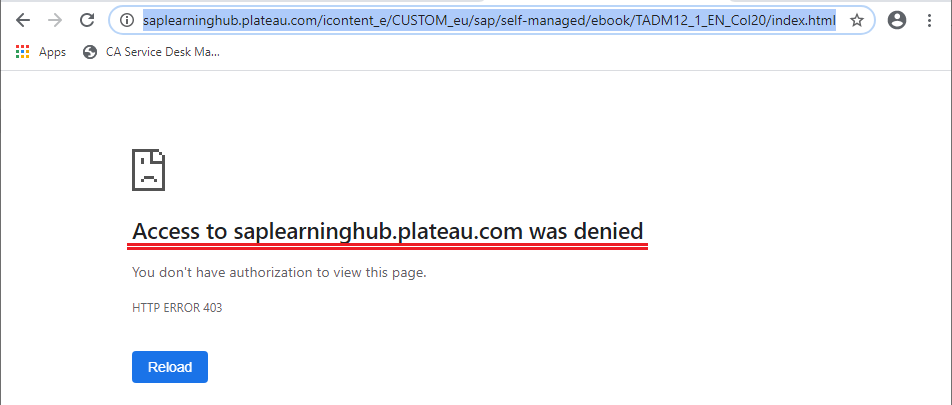 saplearninghub.plateau.com/icontent_e/CUSTOM_eu/sap/self-managed/ebook/TADM12_1_EN_Col20/index.html
Apps CA Service Desk Ma...
Access to saplearninghub.plateau.com was denied
You don't have authorization to view this page.
HTTP ERROR 403
Reload